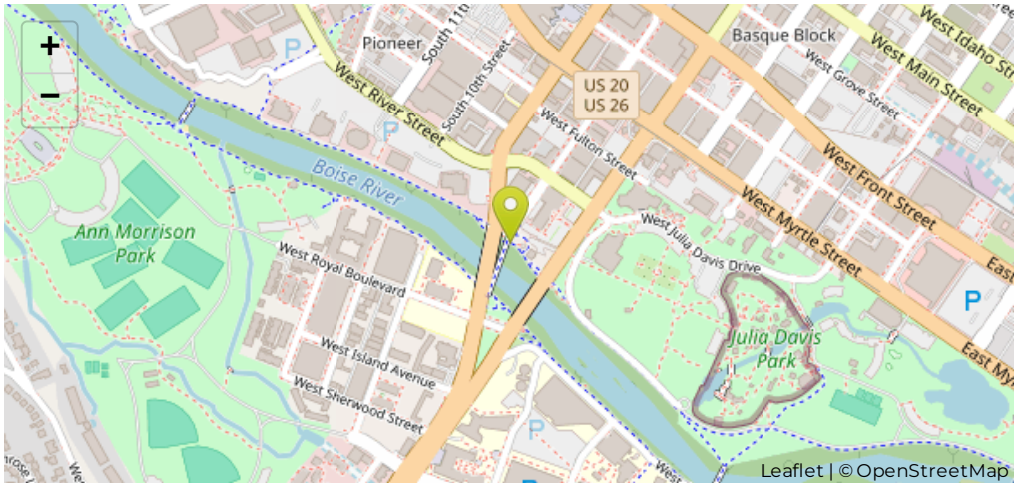 +
−
P
Pioneer
South 11th
South 10th Street
Basque Block
West Idaho
West Main Street
West Grove Street
US 20
US 26
West River Street
P
West Fulton Street
West Front Street
Boise River
West Myrtle Street
West Julia Davis Drive
Ann Morrison
Park
West Royal Boulevard
East
P
Julia Davis
Park
West Island Avenue
East My
West Sherwood Street
P
West
Leaflet | © OpenStreetMap